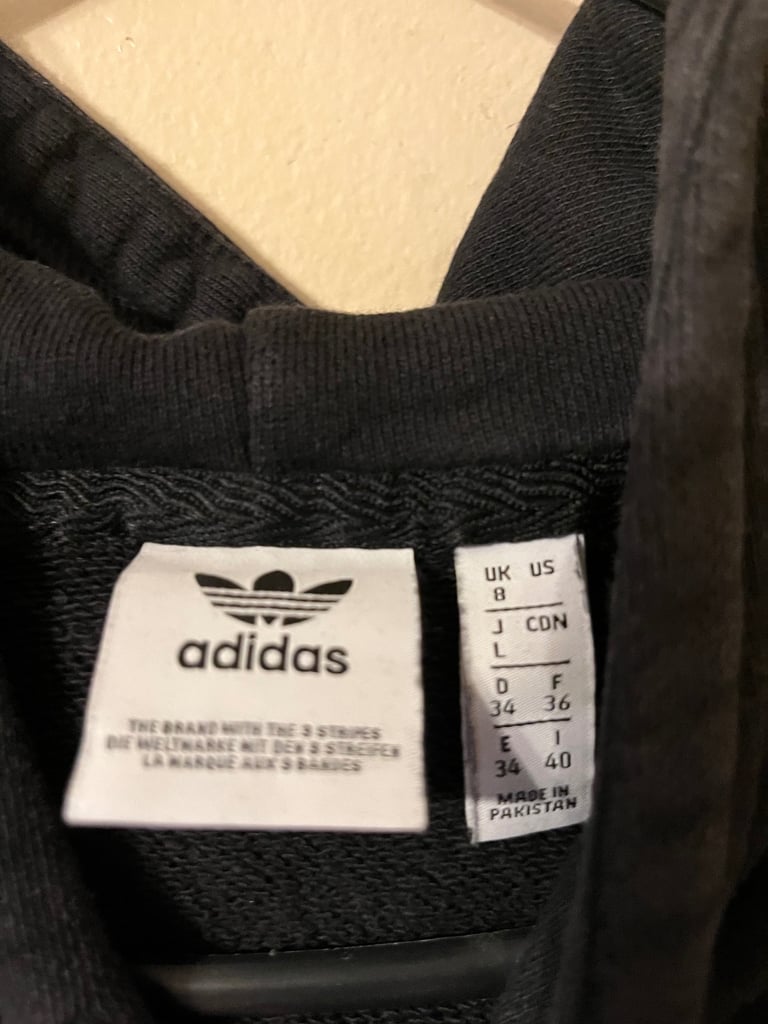 adidas
THE BRAND WITH THE 3 STRIPES
DIE WELTMARKE MIT DEN 3 STREIFEN
LA MARQUE AUX 3 BANDES
UK US
8
J CDN
L
D F
34 36
E I
34 40
MADE IN
PAKISTAN